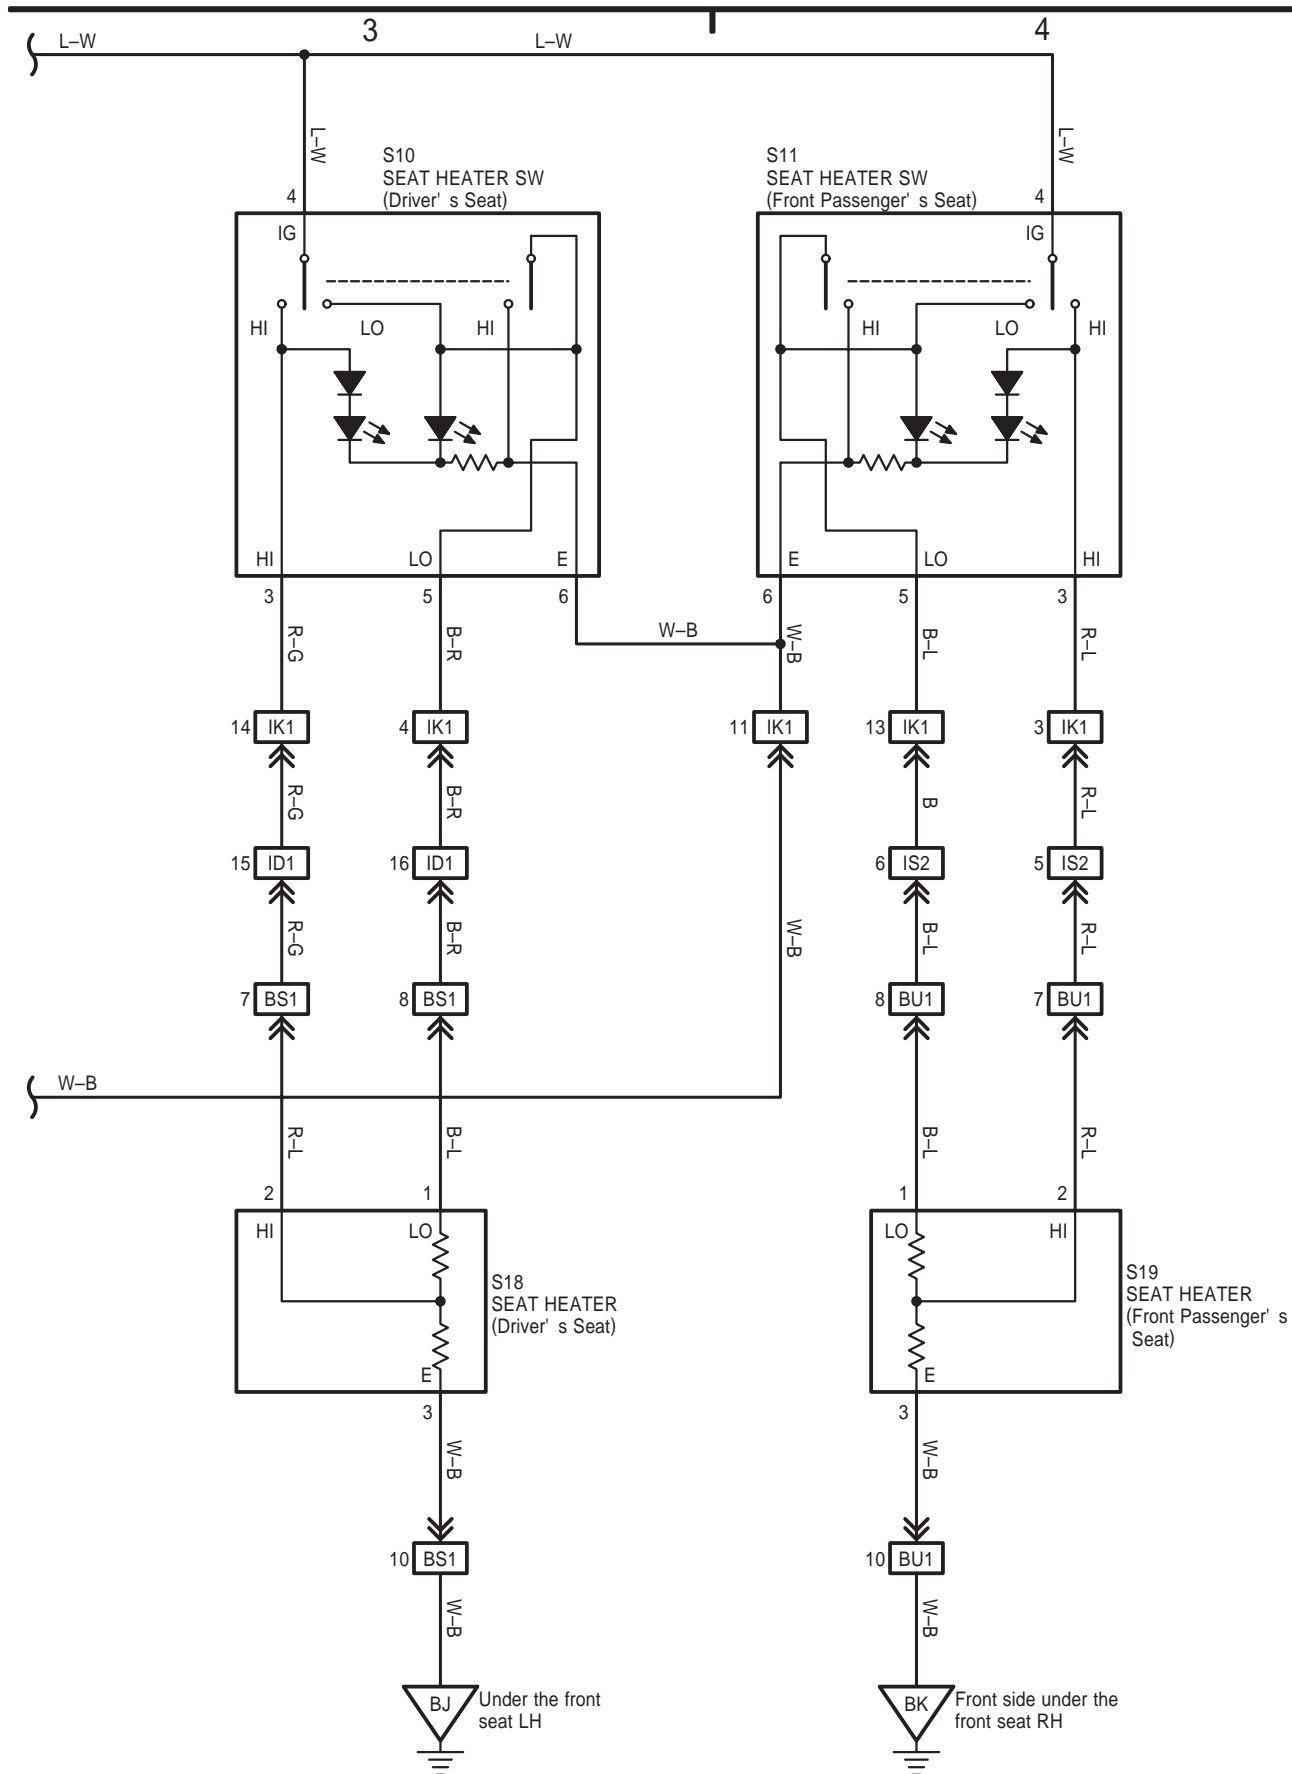 3
4
L–W
L–W
L–W
L–W
S10
SEAT HEATER SW
(Driver' s Seat)
S11
SEAT HEATER SW
(Front Passenger' s Seat)
4
4
IG
IG
HI
LO
HI
HI
LO
HI
HI
LO
E
E
LO
HI
3
5
6
6
5
3
R–G
B–R
W–B
W–B
B–L
R–L
14 IK1
4 IK1
11 IK1
13 IK1
3 IK1
R–G
B–R
B
R–L
15 ID1
16 ID1
6 IS2
5 IS2
R–G
B–R
W–B
B–L
R–L
7 BS1
8 BS1
8 BU1
7 BU1
W–B
R–L
B–L
B–L
R–L
2
1
1
2
HI
LO
LO
HI
S18
SEAT HEATER
(Driver' s Seat)
S19
SEAT HEATER
(Front Passenger' s
Seat)
E
E
3
3
W–B
W–B
10 BS1
10 BU1
W–B
W–B
BJ
Under the front
seat LH
BK
Front side under the
front seat RH